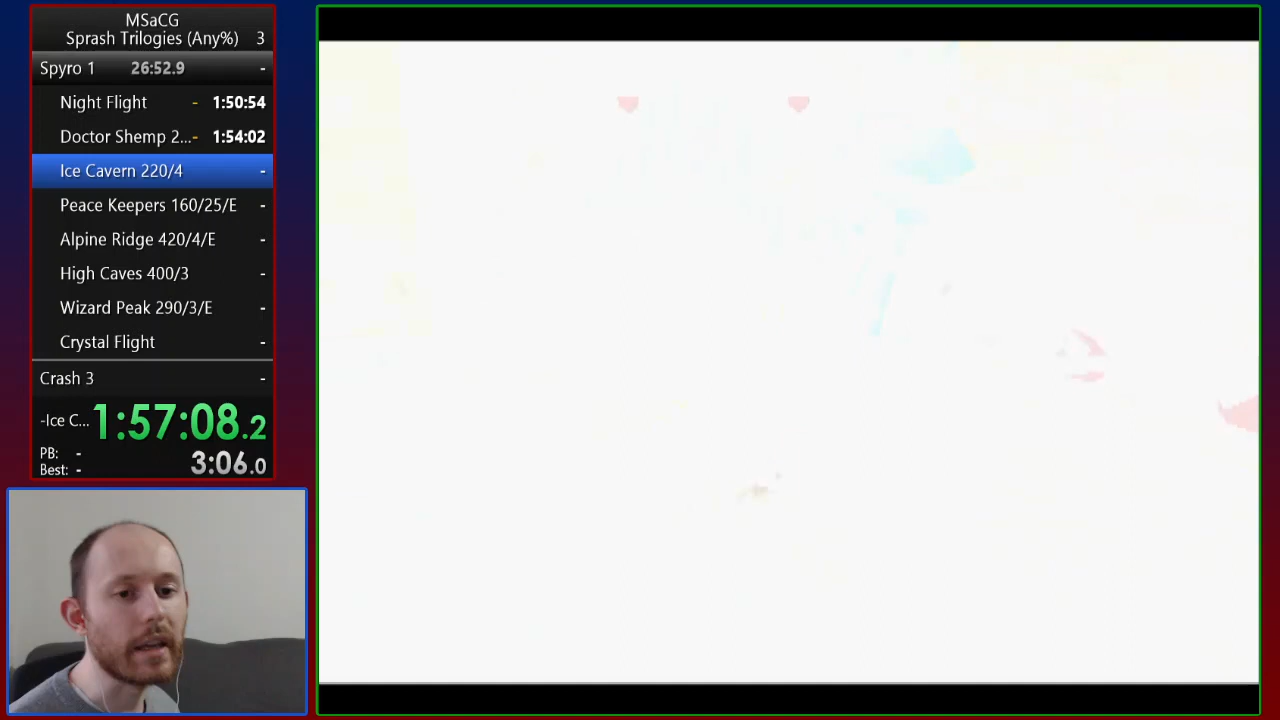 MSaCG
Sprash Trilogies (Any%) 3
Spyro 1 26:52.9 -
Night Flight - 1:50:54
Doctor Shemp 2...- 1:54:02
Ice Cavern 220/4 -
Peace Keepers 160/25/E -
Alpine Ridge 420/4/E -
High Caves 400/3 -
Wizard Peak 290/3/E -
Crystal Flight -
Crash 3 -
-Ice C... 1:57:08.2
PB: -
Best: - 3:06.0